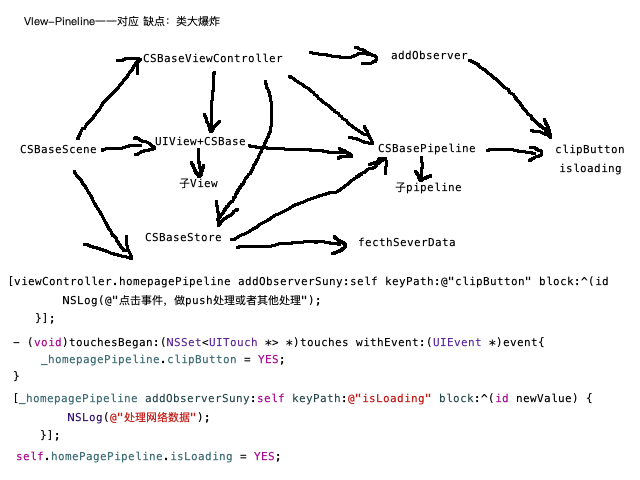 VIew-Pineline一一对应 缺点：类大爆炸
CSBaseViewController
addObserver
CSBaseScene
UIView+CSBase
CSBasePipeline
clipButton
isloading
子View
子pipeline
CSBaseStore
fecthSeverData
[viewController.homepagePipeline addObserverSuny:self keyPath:@"clipButton" block:^(id
NSLog(@"点击事件，做push处理或者其他处理");
}];
- (void)touchesBegan:(NSSet<UITouch *> *)touches withEvent:(UIEvent *)event{
_homepagePipeline.clipButton = YES;
}
[_homepagePipeline addObserverSuny:self keyPath:@"isLoading" block:^(id newValue) {
NSLog(@"处理网络数据");
}];
self.homePagePipeline.isLoading = YES;